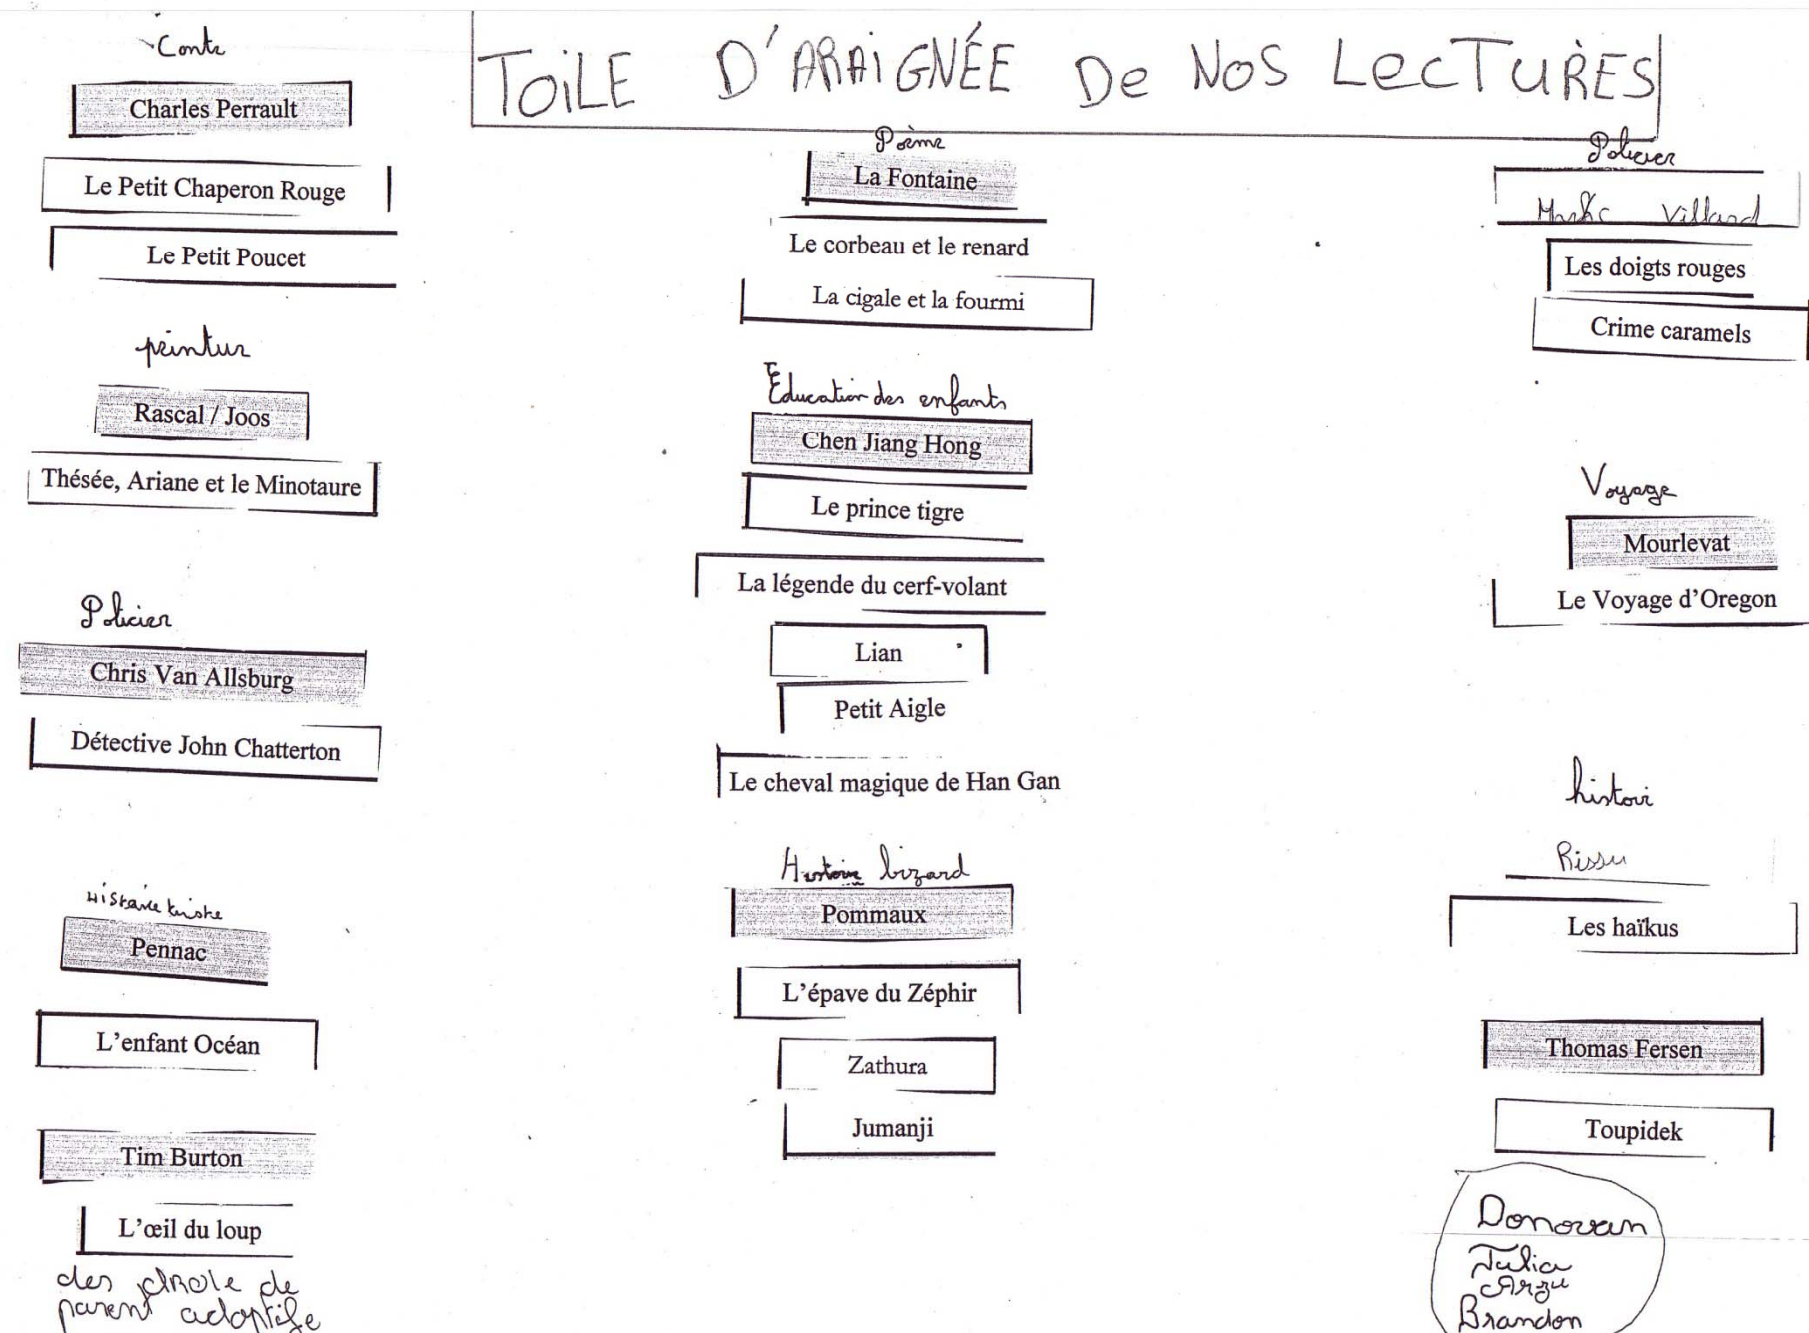 TOILE D'ARAIGNÉE De NOS LECTURES
Conte
Charles Perrault
Le Petit Chaperon Rouge
Le Petit Poucet
peintur
Rascal / Joos
Thésée, Ariane et le Minotaure
Policier
Chris Van Allsburg
Détective John Chatterton
Histoire triste
Pennac
L'enfant Océan
Tim Burton
L'œil du loup
des drole de
parent adoptife
Poème
La Fontaine
Le corbeau et le renard
La cigale et la fourmi
Éducation des enfants
Chen Jiang Hong
Le prince tigre
La légende du cerf-volant
Lian
Petit Aigle
Le cheval magique de Han Gan
Histoire bizard
Pommaux
L'épave du Zéphir
Zathura
Jumanji
Policier
Villard
Les doigts rouges
Crime caramels
Voyage
Mourlevat
Le Voyage d'Oregon
histoir
Les haïkus
Thomas Fersen
Toupidek
Donovan
Julia
Arzu
Brandon